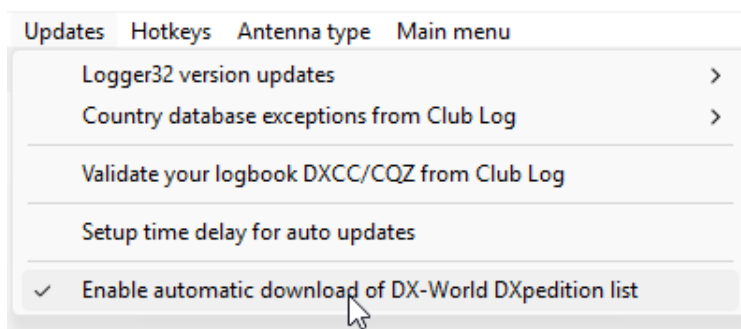 Updates Hotkeys Antenna type Main menu
Logger32 version updates
Country database exceptions from Club Log
Validate your logbook DXCC/CQZ from Club Log
Setup time delay for auto updates
Enable automatic download of DX-World DXpedition list